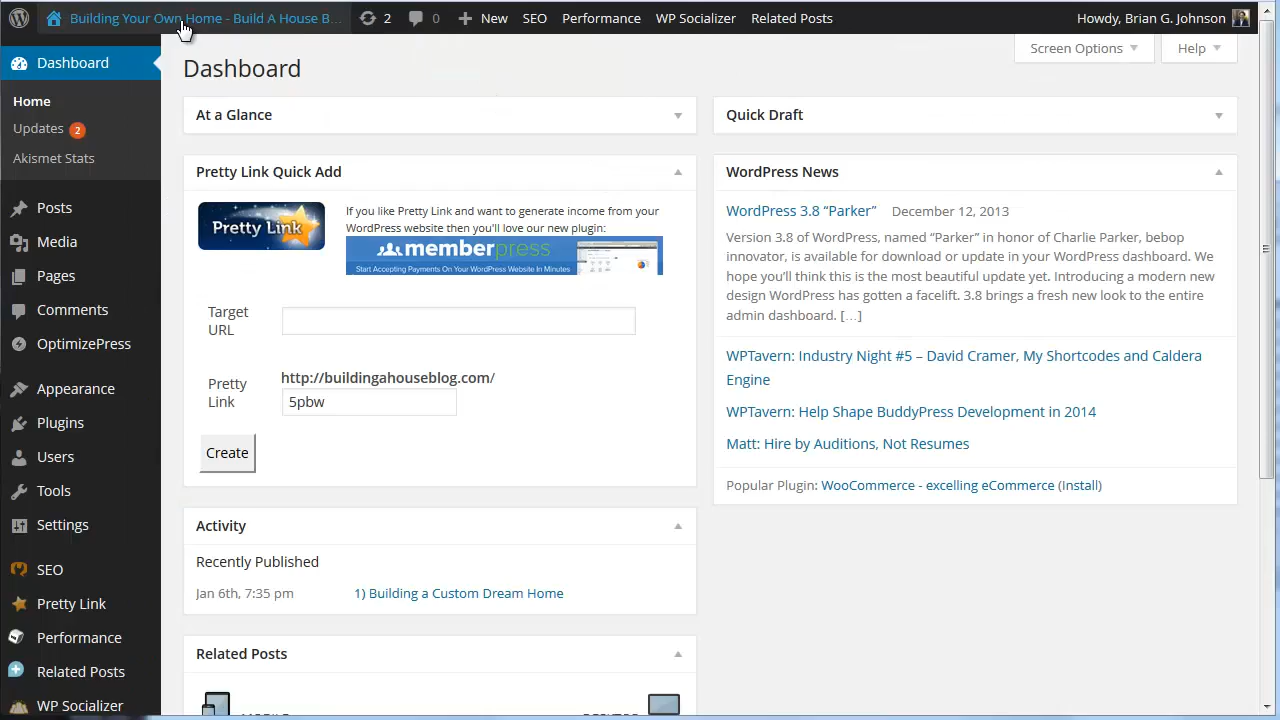 Building Your Own Home - Build A House B... 2 0 New SEO Performance WP Socializer Related Posts Howdy, Brian G. Johnson
Screen Options Help
Dashboard
Home
Updates 2
Akismet Stats
Posts
Media
Pages
Comments
OptimizePress
Appearance
Plugins
Users
Tools
Settings
SEO
Pretty Link
Performance
Related Posts
WP Socializer
Dashboard
At a Glance
Pretty Link Quick Add
Pretty Link
If you like Pretty Link and want to generate income from your
WordPress website then you'll love our new plugin:
memberpress
Start Accepting Payments On Your WordPress Website In Minutes
Target
URL
Pretty
Link
http://buildingahouseblog.com/
5pbw
Create
Activity
Recently Published
Jan 6th, 7:35 pm 1) Building a Custom Dream Home
Related Posts
Quick Draft
WordPress News
WordPress 3.8 “Parker” December 12, 2013
Version 3.8 of WordPress, named “Parker” in honor of Charlie Parker, bebop
innovator, is available for download or update in your WordPress dashboard. We
hope you’ll think this is the most beautiful update yet. Introducing a modern new
design WordPress has gotten a facelift. 3.8 brings a fresh new look to the entire
admin dashboard. […]
WPTavern: Industry Night #5 – David Cramer, My Shortcodes and Caldera
Engine
WPTavern: Help Shape BuddyPress Development in 2014
Matt: Hire by Auditions, Not Resumes
Popular Plugin: WooCommerce - excelling eCommerce (Install)